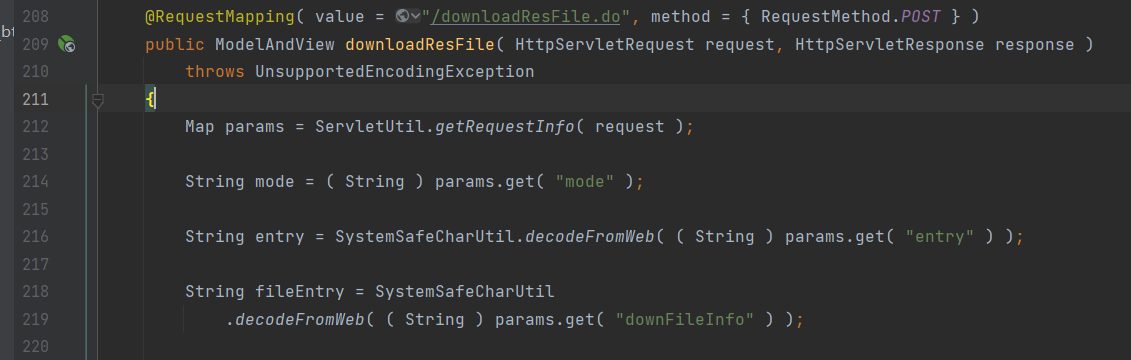 208 @RequestMapping( value = "/downloadResFile.do", method = { RequestMethod.POST } )
209 public ModelAndView downloadResFile( HttpServletRequest request, HttpServletResponse response )
210 throws UnsupportedEncodingException
211 {
212 Map params = ServletUtil.getRequestInfo( request );
213
214 String mode = ( String ) params.get( "mode" );
215
216 String entry = SystemSafeCharUtil.decodeFromWeb( ( String ) params.get( "entry" ) );
217
218 String fileEntry = SystemSafeCharUtil
219 .decodeFromWeb( ( String ) params.get( "downFileInfo" ) );
220